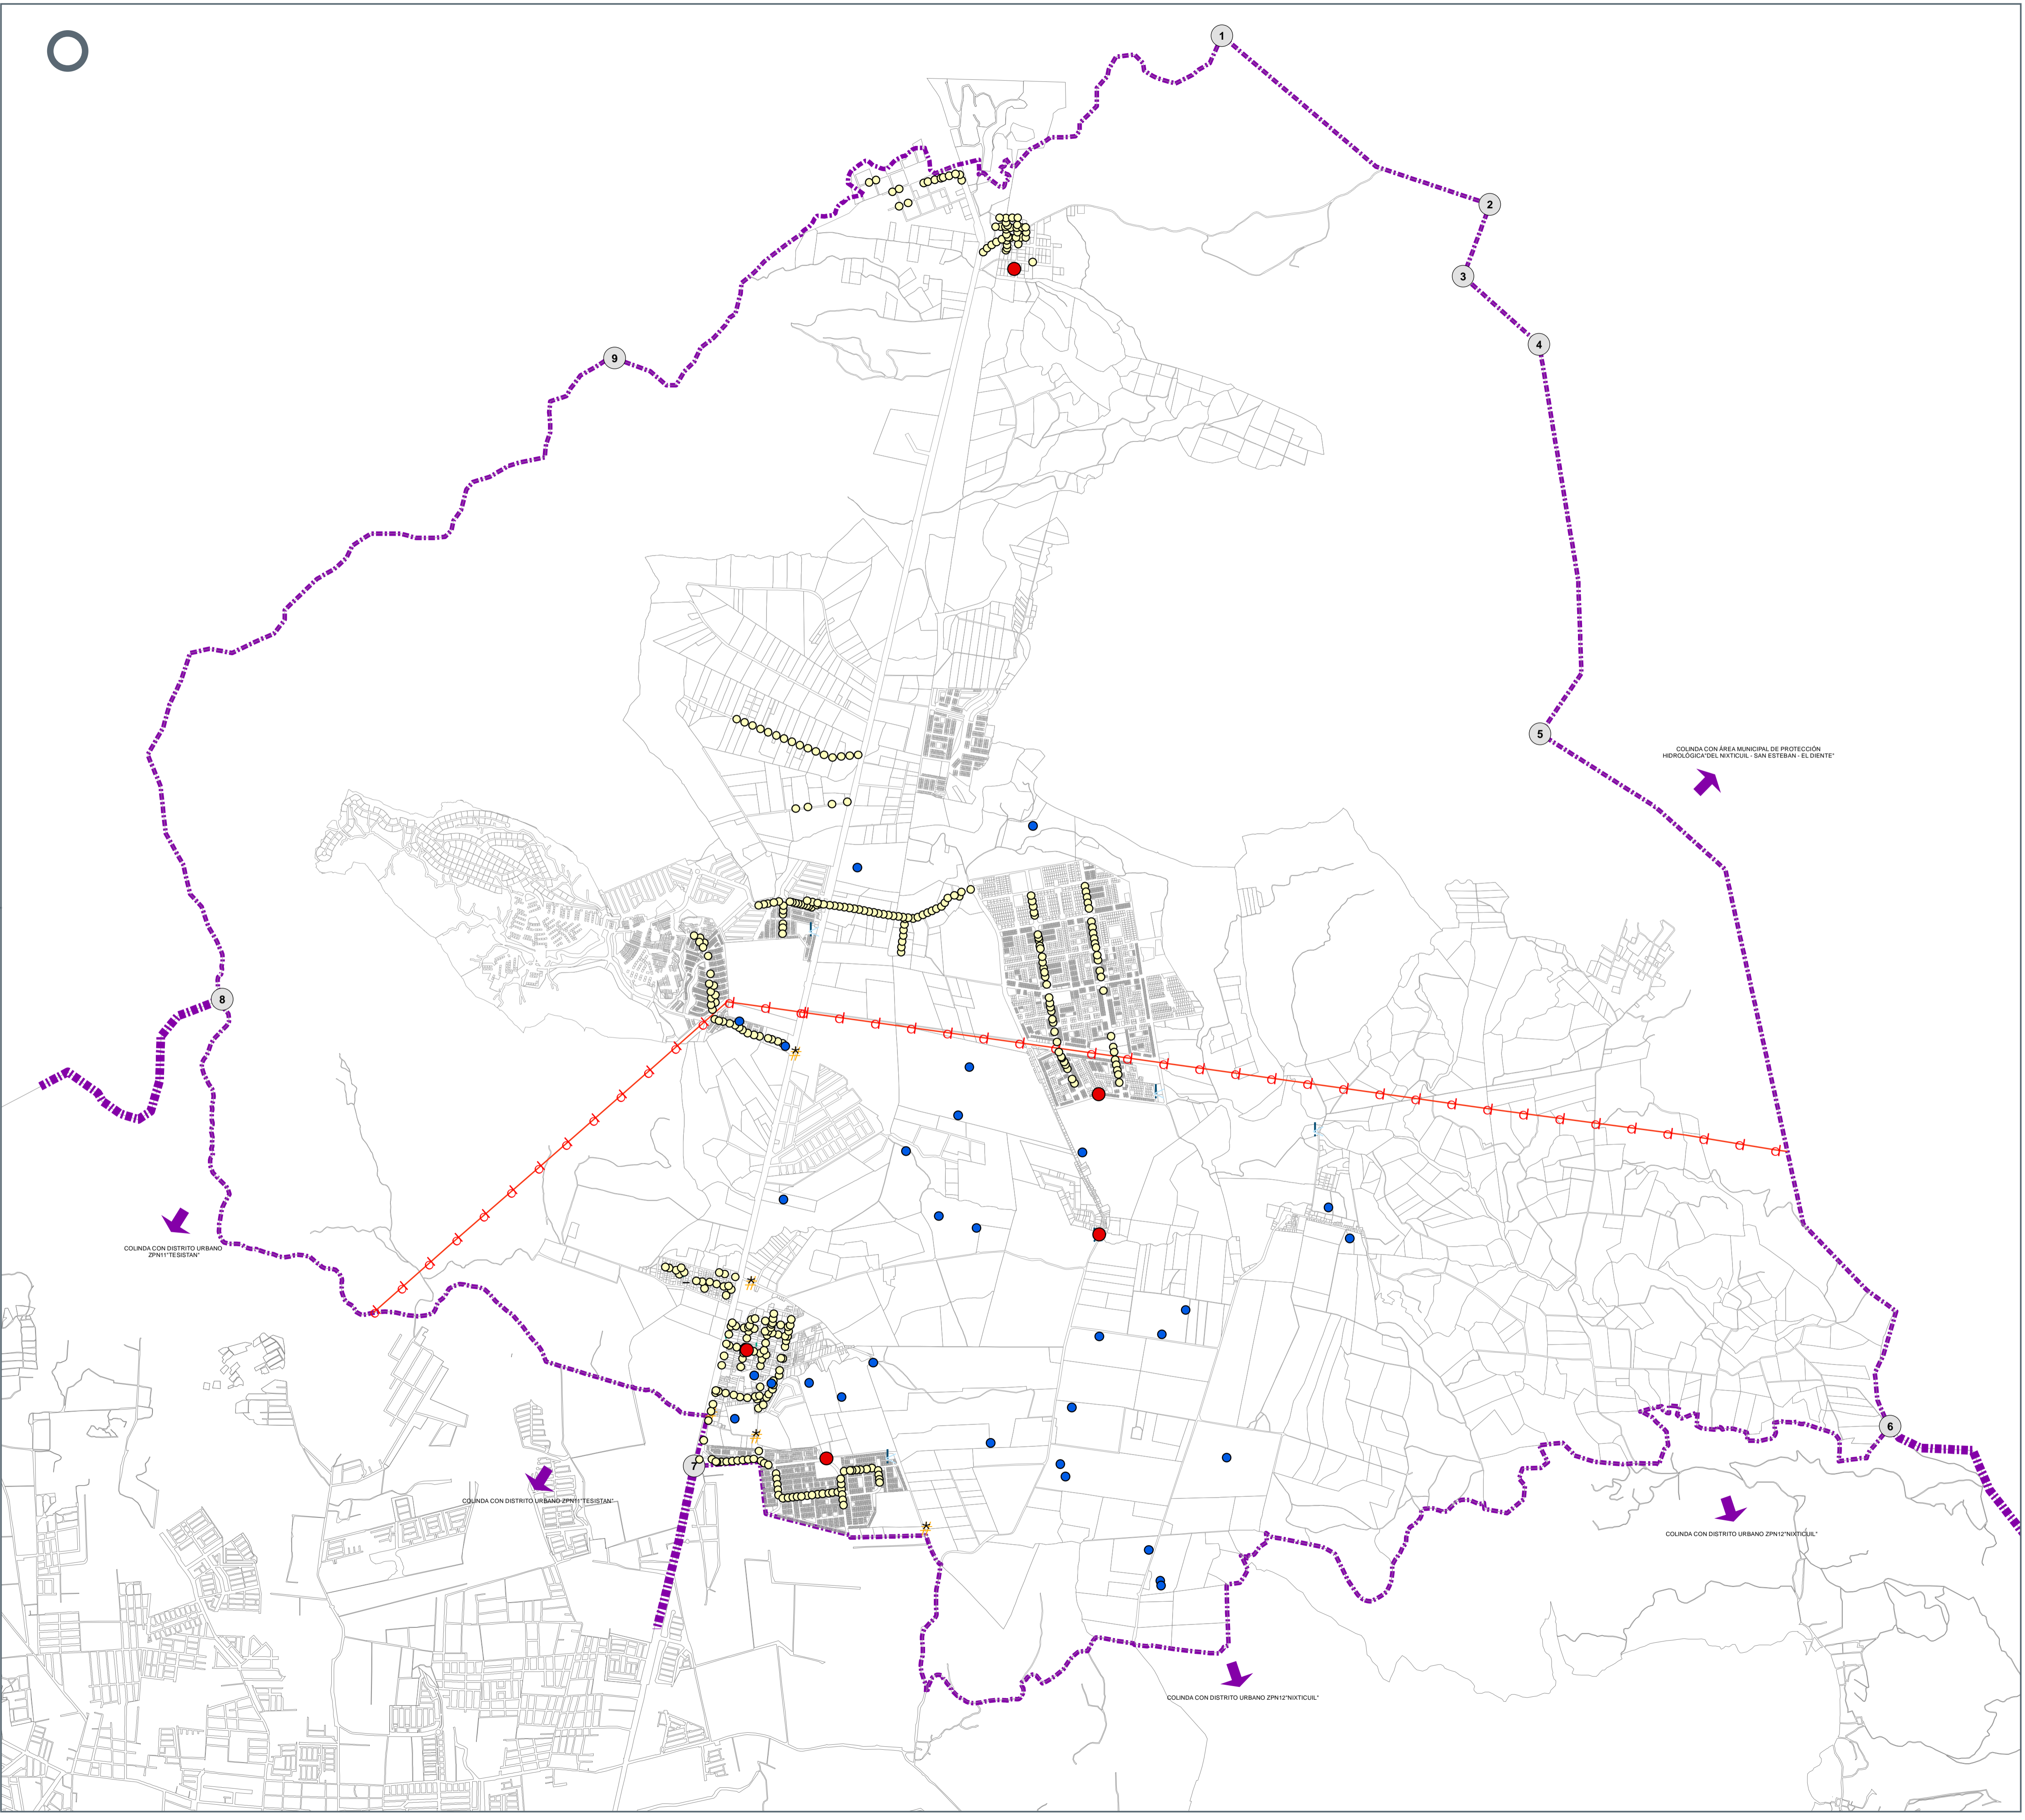 1
2
3
4
9
5
COLINDA CON ÁREA MUNICIPAL DE PROTECCIÓN
HIDROLÓGICA"DEL NIXTICUIL - SAN ESTEBAN - EL DIENTE"
8
COLINDA CON DISTRITO URBANO
ZPN11"TESISTAN"
6
7
COLINDA CON DISTRITO URBANO ZPN11"TESISTAN"
COLINDA CON DISTRITO URBANO ZPN12"NIXTICUIL"
COLINDA CON DISTRITO URBANO ZPN12"NIXTICUIL"